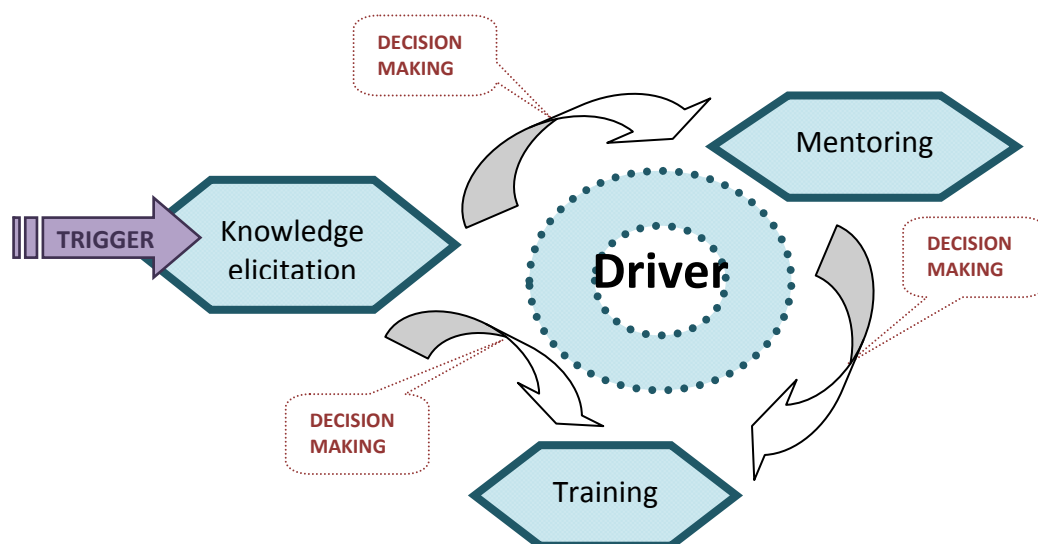 DECISION
MAKING
Mentoring
TRIGGER
Knowledge
elicitation
DECISION
MAKING
Driver
DECISION
MAKING
Training